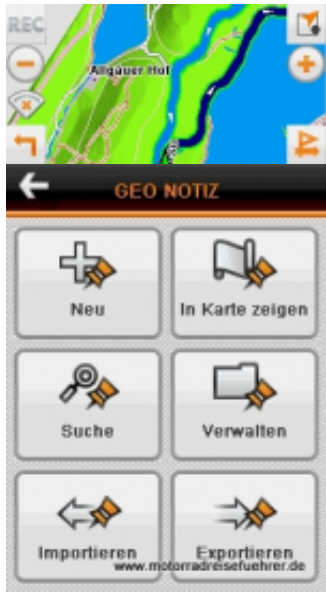 REC
Allgäuer Hof
GEO NOTIZ
Neu
In Karte zeigen
Suche
Verwalten
Importieren
Exportieren
www.motorradreisefuehrer.de